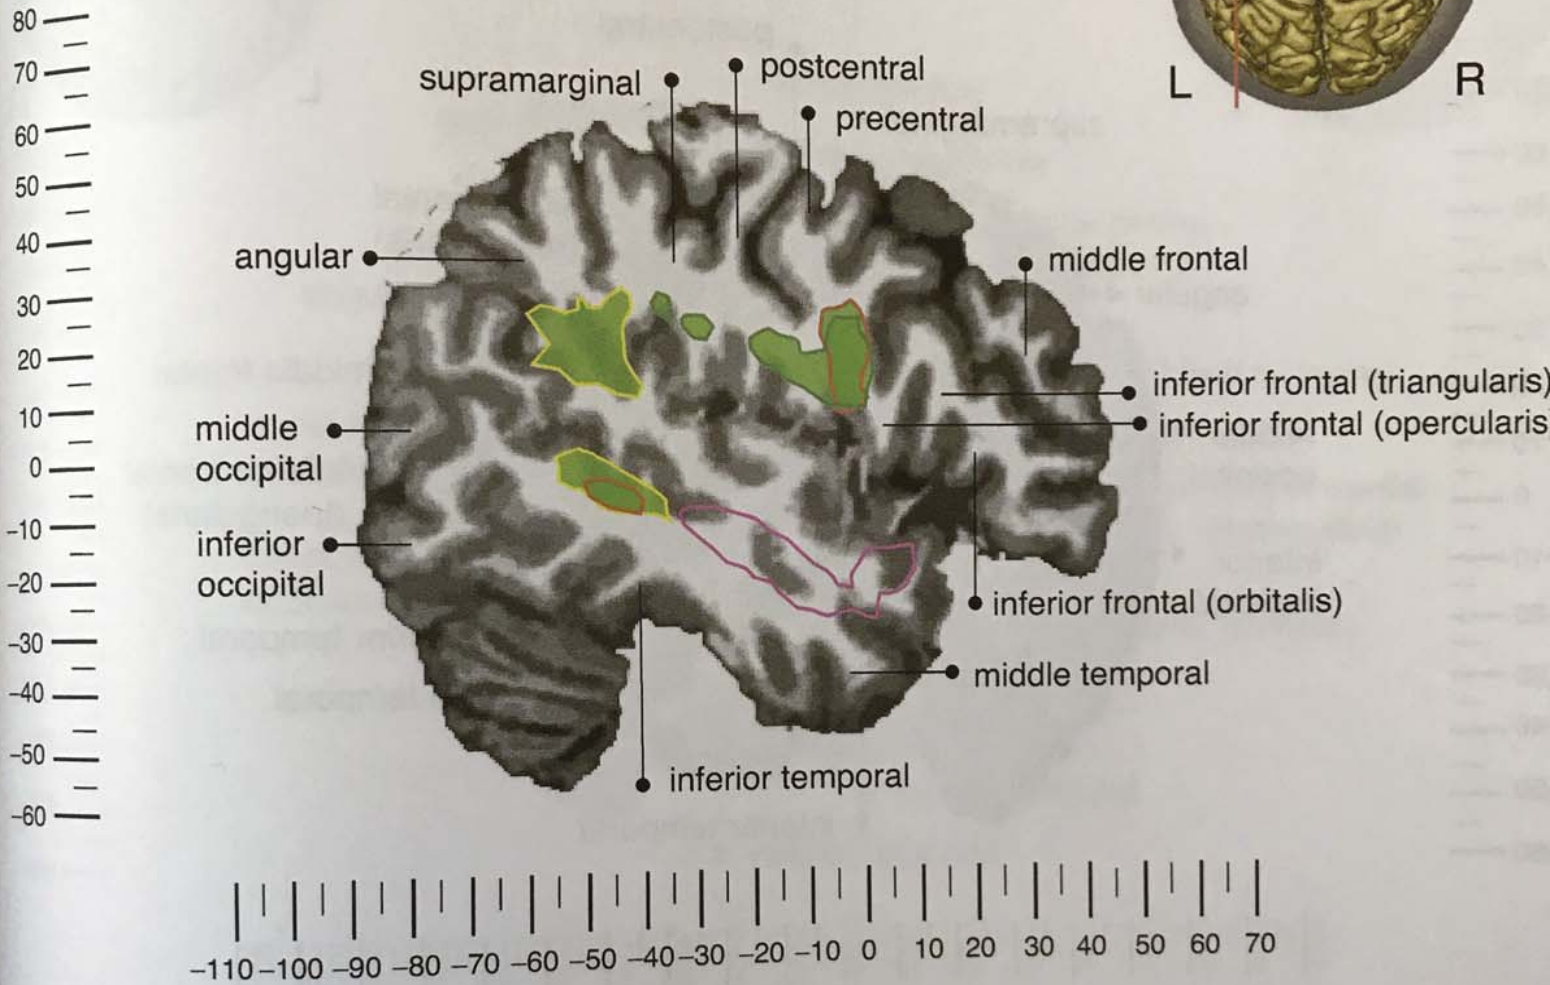 80
70
60
50
40
30
20
10
0
–10
–20
–30
–40
–50
–60
L
R
supramarginal
postcentral
precentral
angular
middle frontal
inferior frontal (triangularis)
inferior frontal (opercularis
middle
occipital
inferior
occipital
inferior frontal (orbitalis)
middle temporal
inferior temporal
–110 –100 –90 –80 –70 –60 –50 –40 –30 –20 –10 0 10 20 30 40 50 60 70